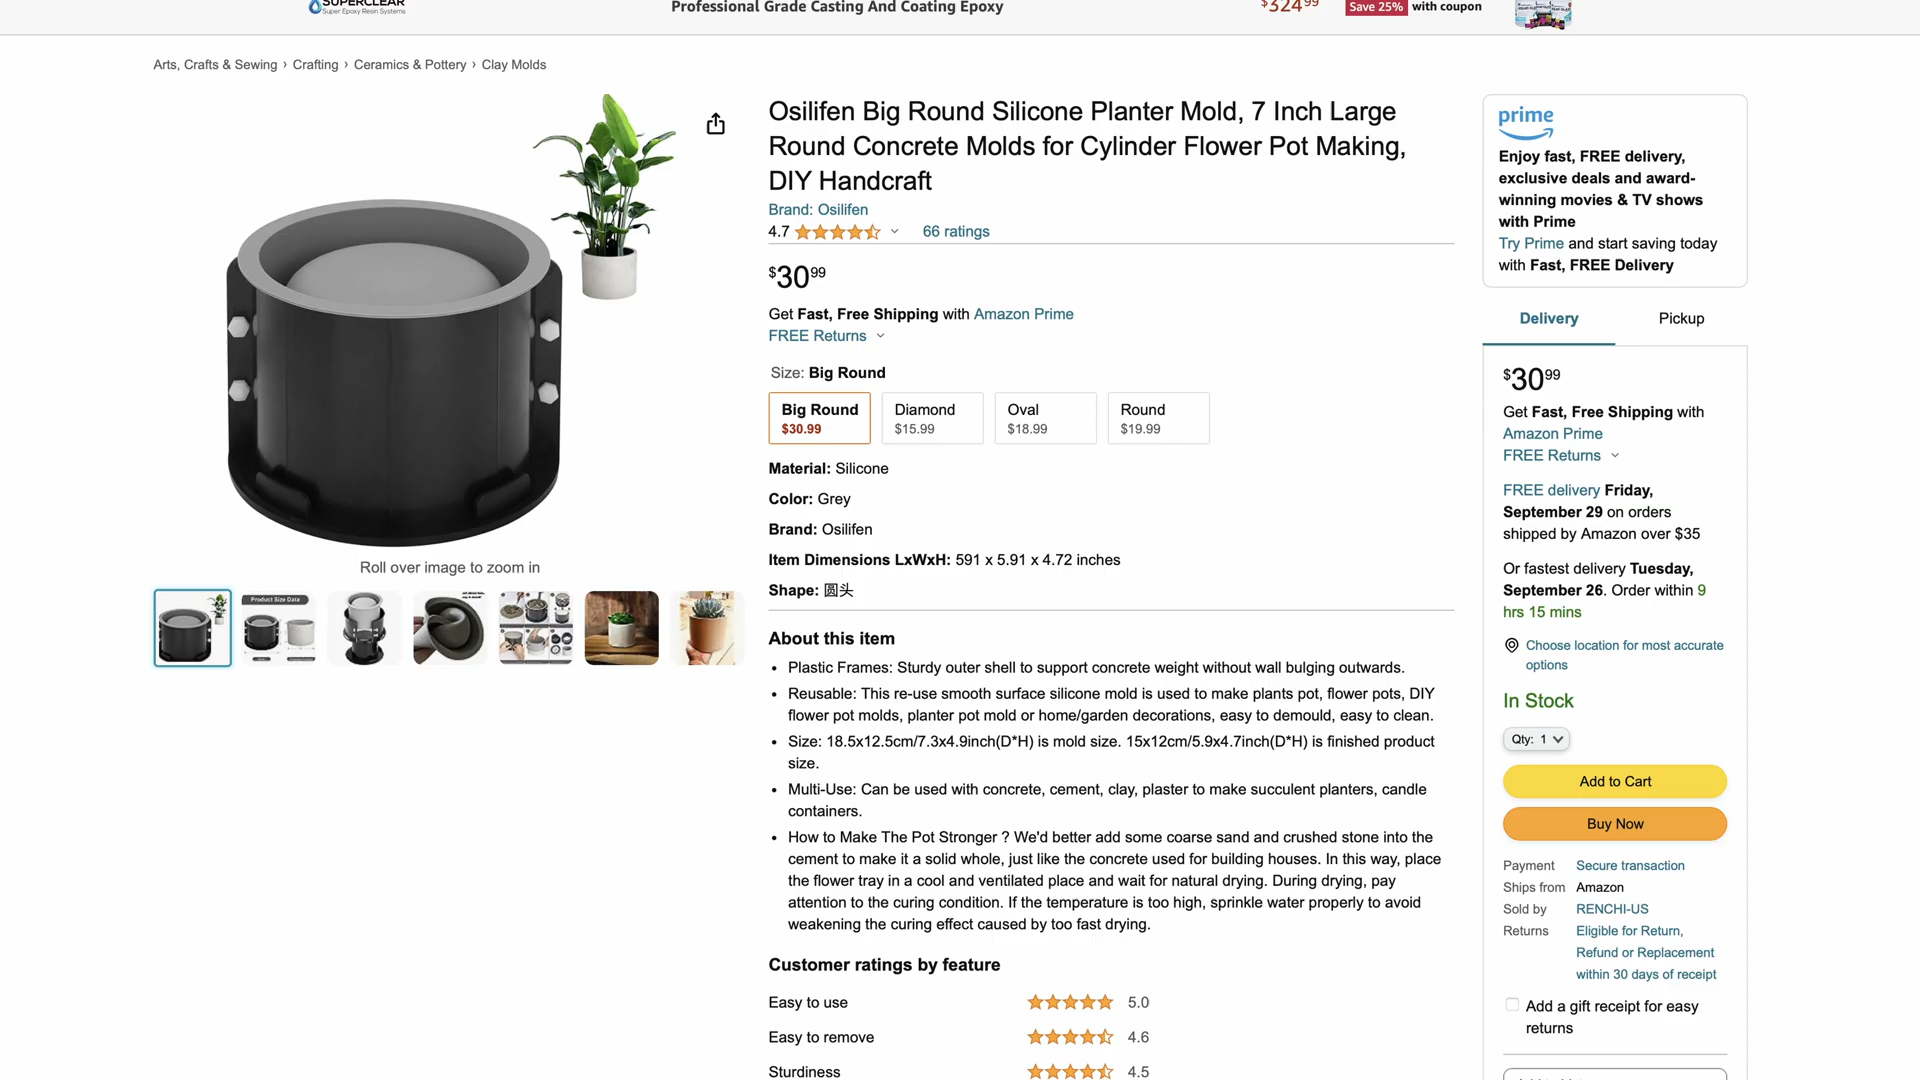 SUPERCLEAR
Super Epoxy Resin Systems
Professional Grade Casting And Coating Epoxy
$324.99
Save 25% with coupon
Arts, Crafts & Sewing › Crafting › Ceramics & Pottery › Clay Molds
Osilifen Big Round Silicone Planter Mold, 7 Inch Large
Round Concrete Molds for Cylinder Flower Pot Making,
DIY Handcraft
Brand: Osilifen
4.7
66 ratings
$30 99
Get Fast, Free Shipping with Amazon Prime
FREE Returns
Size: Big Round
Big Round
$30.99
Diamond
$15.99
Oval
$18.99
Round
$19.99
Material: Silicone
Color: Grey
Brand: Osilifen
Item Dimensions LxWxH: 591 x 5.91 x 4.72 inches
Shape: 圆头
Roll over image to zoom in
Product Size Data
About this item
• Plastic Frames: Sturdy outer shell to support concrete weight without wall bulging outwards.
• Reusable: This re-use smooth surface silicone mold is used to make plants pot, flower pots, DIY
flower pot molds, planter pot mold or home/garden decorations, easy to demould, easy to clean.
• Size: 18.5x12.5cm/7.3x4.9inch(D*H) is mold size. 15x12cm/5.9x4.7inch(D*H) is finished product
size.
• Multi-Use: Can be used with concrete, cement, clay, plaster to make succulent planters, candle
containers.
• How to Make The Pot Stronger ? We'd better add some coarse sand and crushed stone into the
cement to make it a solid whole, just like the concrete used for building houses. In this way, place
the flower tray in a cool and ventilated place and wait for natural drying. During drying, pay
attention to the curing condition. If the temperature is too high, sprinkle water properly to avoid
weakening the curing effect caused by too fast drying.
Customer ratings by feature
Easy to use 5.0
Easy to remove 4.6
Sturdiness 4.5
prime
Enjoy fast, FREE delivery,
exclusive deals and award-
winning movies & TV shows
with Prime
Try Prime and start saving today
with Fast, FREE Delivery
Delivery
Pickup
$30 99
Get Fast, Free Shipping with
Amazon Prime
FREE Returns
FREE delivery Friday,
September 29 on orders
shipped by Amazon over $35
Or fastest delivery Tuesday,
September 26. Order within 9
hrs 15 mins
Choose location for most accurate
options
In Stock
Qty: 1
Add to Cart
Buy Now
Payment Secure transaction
Ships from Amazon
Sold by RENCHI-US
Returns Eligible for Return,
Refund or Replacement
within 30 days of receipt
Add a gift receipt for easy
returns